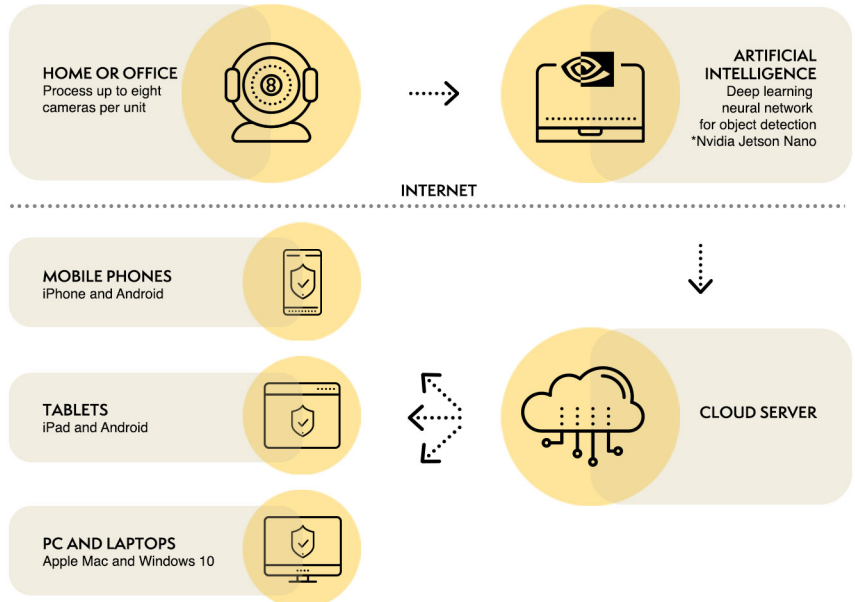 HOME OR OFFICE
Process up to eight
cameras per unit
8
ARTIFICIAL
INTELLIGENCE
Deep learning
neural network
for object detection
*Nvidia Jetson Nano
INTERNET
MOBILE PHONES
iPhone and Android
TABLETS
iPad and Android
CLOUD SERVER
PC AND LAPTOPS
Apple Mac and Windows 10